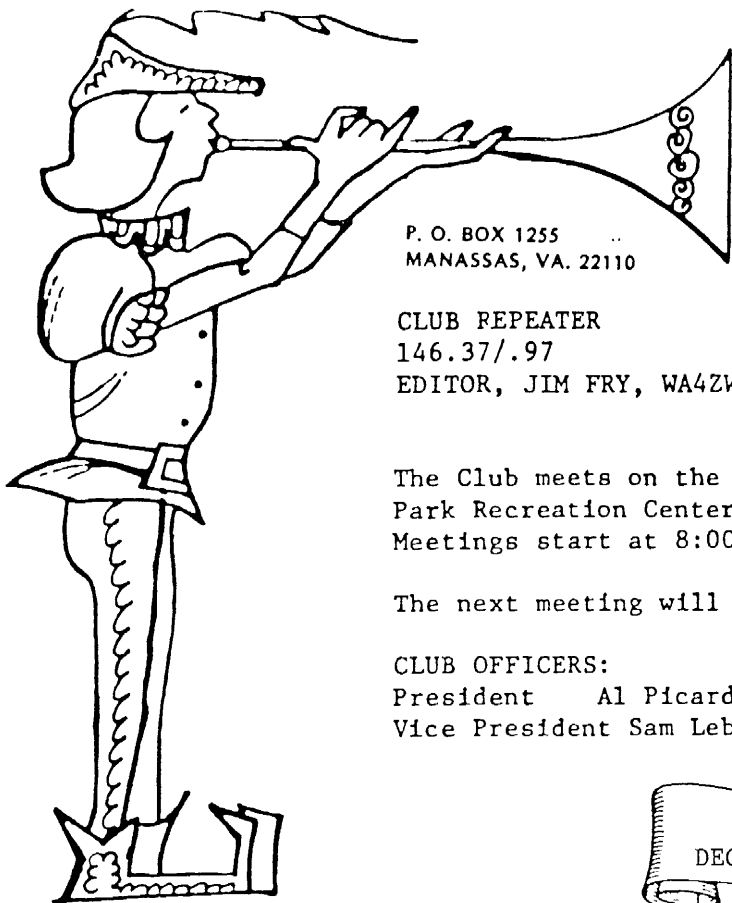 P. O. BOX 1255
MANASSAS, VA. 22110
CLUB REPEATER
146.37/.97
EDITOR, JIM FRY, WA4ZW
The Club meets on the
Park Recreation Center
Meetings start at 8:00
The next meeting will
CLUB OFFICERS:
President Al Picard
Vice President Sam Leb
DEC